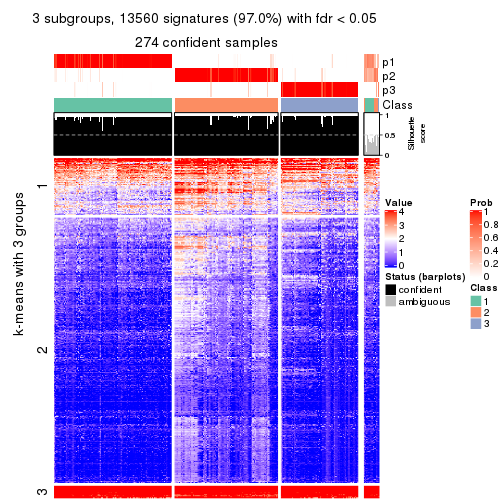 3 subgroups, 13560 signatures (97.0%) with fdr < 0.05
274 confident samples
p1
p2
p3
Class
1
0.5
0
Silhouette
score
k-means with 3 groups
1
2
3
Value
4
3
2
1
0
Status (barplots)
confident
ambiguous
Prob
1
0.8
0.6
0.4
0.2
0
Class
1
2
3